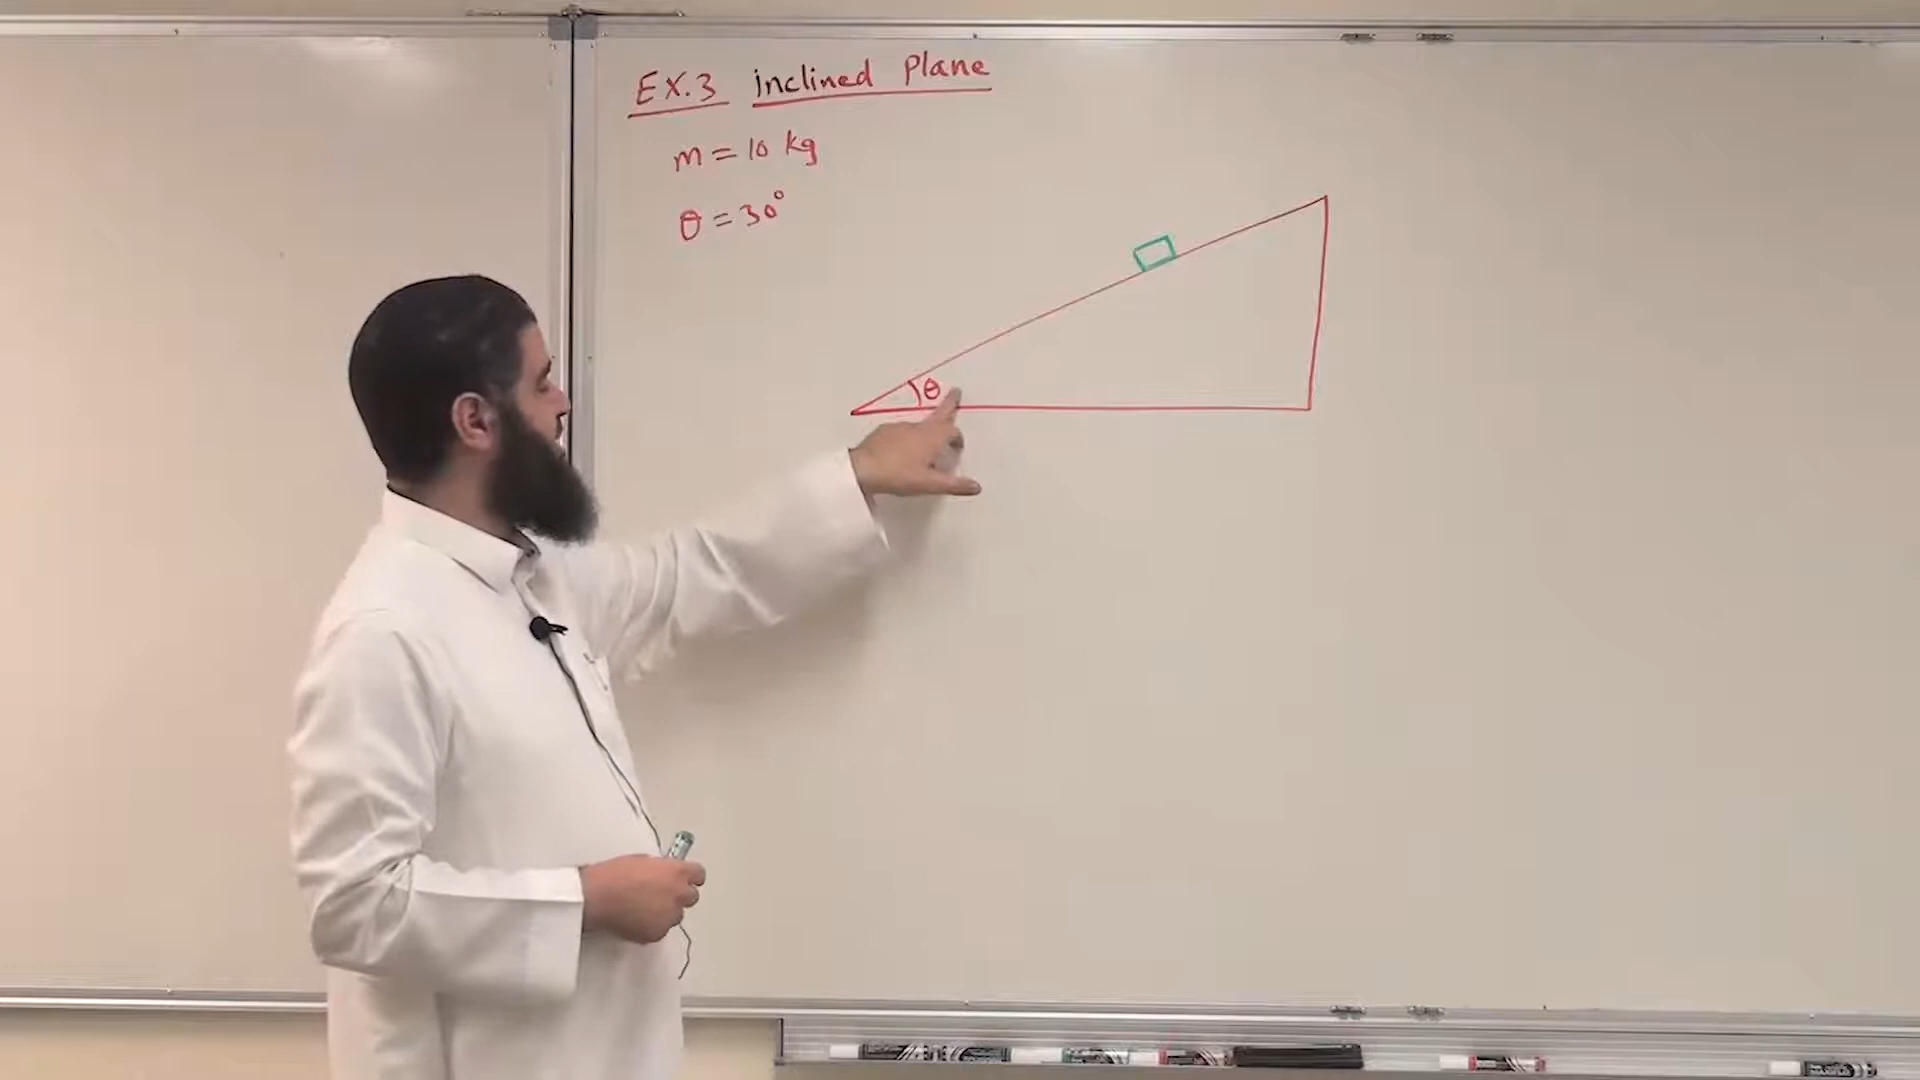 EX.3 inclined Plane
m = 10 kg
θ = 30°
θ